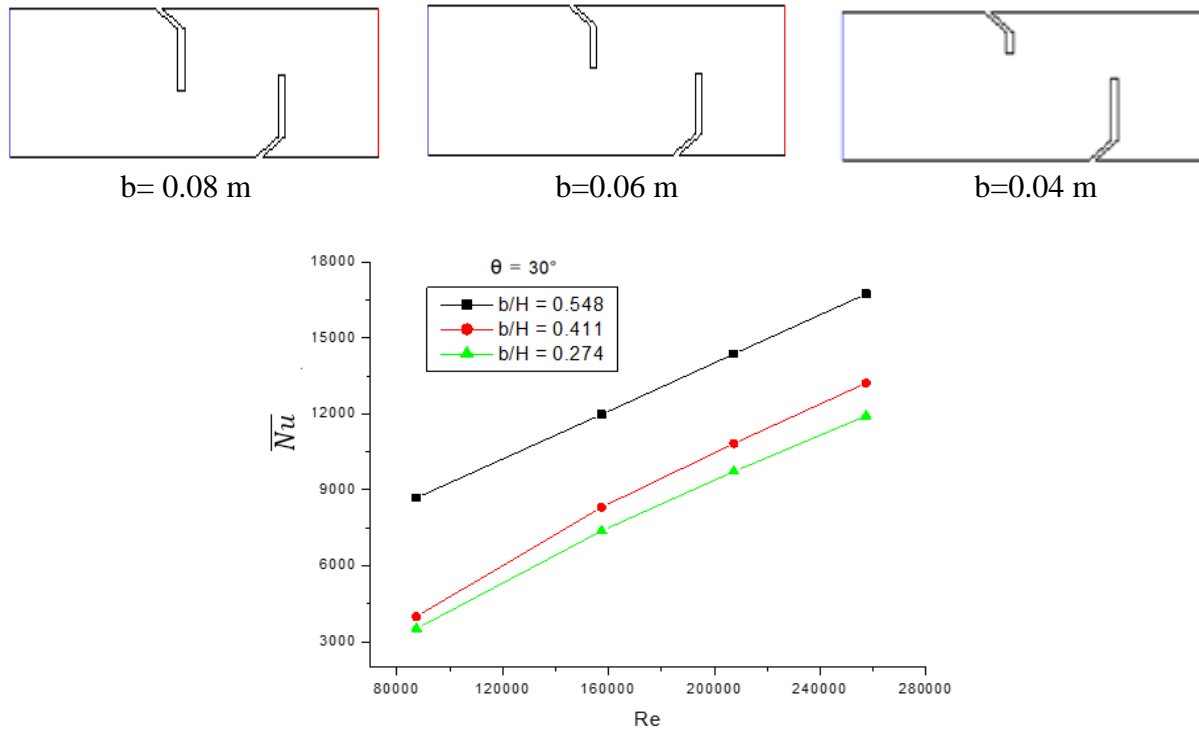 b= 0.08 m
b=0.06 m
b=0.04 m
18000
θ = 30°
b/H = 0.548
b/H = 0.411
b/H = 0.274
15000
12000
Nu
9000
6000
3000
80000 120000 160000 200000 240000 280000
Re